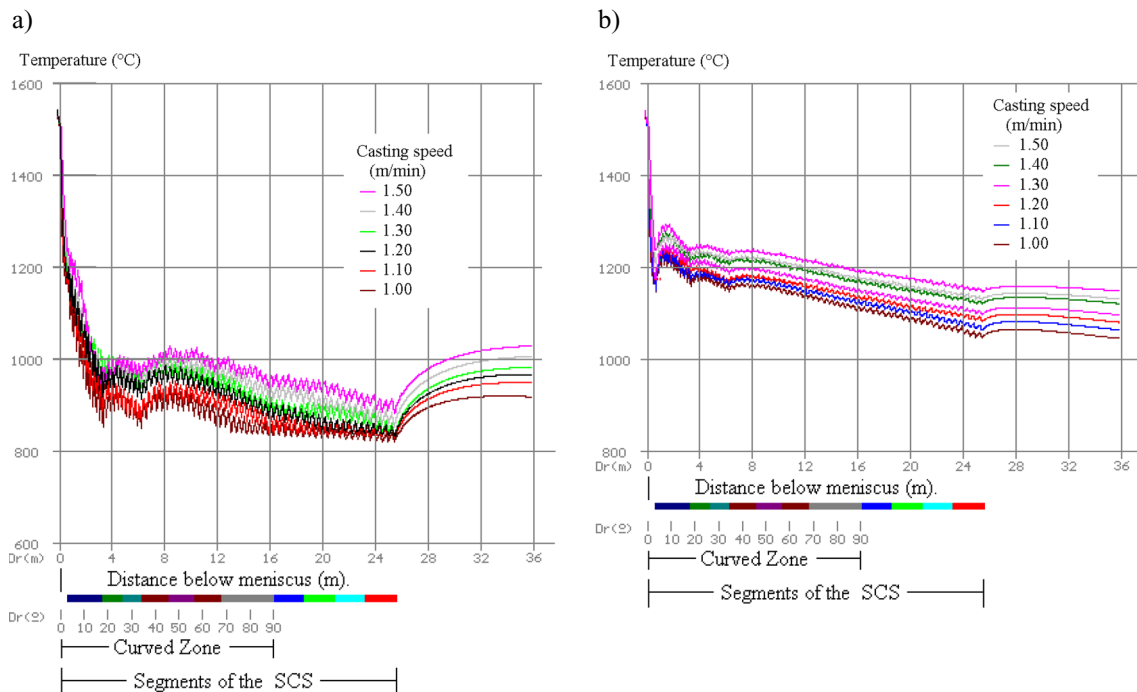 a)
Temperature (°C)
1600
1400
1200
1000
800
600
Casting speed
(m/min)
1.50
1.40
1.30
1.20
1.10
1.00
Dr(m) 0 4 8 12 16 20 24 28 32 36
Distance below meniscus (m).
Dr(º) 0 10 20 30 40 50 60 70 80 90
Curved Zone
Segments of the SCS
b)
Temperature (°C)
1600
1400
1200
1000
800
Casting speed
(m/min)
1.50
1.40
1.30
1.20
1.10
1.00
Dr(m) 0 4 8 12 16 20 24 28 32 36
Distance below meniscus (m).
Dr(º) 0 10 20 30 40 50 60 70 80 90
Curved Zone
Segments of the SCS